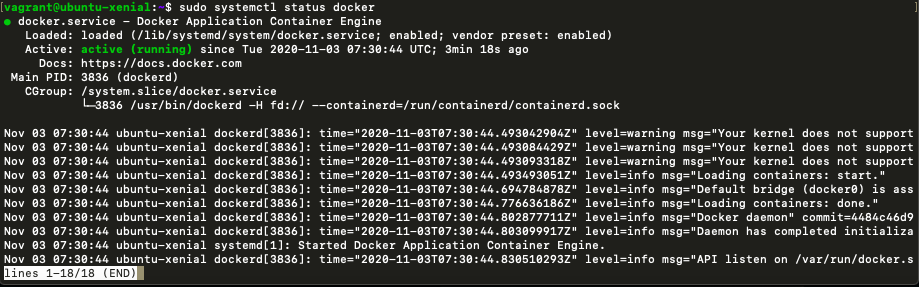 [vagrant@ubuntu-xenial:~$ sudo systemctl status docker ]
● docker.service - Docker Application Container Engine
   Loaded: loaded (/lib/systemd/system/docker.service; enabled; vendor preset: enabled)
   Active: active (running) since Tue 2020-11-03 07:30:44 UTC; 3min 18s ago
     Docs: https://docs.docker.com
 Main PID: 3836 (dockerd)
   CGroup: /system.slice/docker.service
           └─3836 /usr/bin/dockerd -H fd:// --containerd=/run/containerd/containerd.sock
Nov 03 07:30:44 ubuntu-xenial dockerd[3836]: time="2020-11-03T07:30:44.493042904Z" level=warning msg="Your kernel does not support
Nov 03 07:30:44 ubuntu-xenial dockerd[3836]: time="2020-11-03T07:30:44.493084429Z" level=warning msg="Your kernel does not support
Nov 03 07:30:44 ubuntu-xenial dockerd[3836]: time="2020-11-03T07:30:44.493093318Z" level=warning msg="Your kernel does not support
Nov 03 07:30:44 ubuntu-xenial dockerd[3836]: time="2020-11-03T07:30:44.493493051Z" level=info msg="Loading containers: start."
Nov 03 07:30:44 ubuntu-xenial dockerd[3836]: time="2020-11-03T07:30:44.694784878Z" level=info msg="Default bridge (docker0) is ass
Nov 03 07:30:44 ubuntu-xenial dockerd[3836]: time="2020-11-03T07:30:44.776636186Z" level=info msg="Loading containers: done."
Nov 03 07:30:44 ubuntu-xenial dockerd[3836]: time="2020-11-03T07:30:44.802877711Z" level=info msg="Docker daemon" commit=4484c46d9
Nov 03 07:30:44 ubuntu-xenial dockerd[3836]: time="2020-11-03T07:30:44.803099917Z" level=info msg="Daemon has completed initializa
Nov 03 07:30:44 ubuntu-xenial systemd[1]: Started Docker Application Container Engine.
Nov 03 07:30:44 ubuntu-xenial dockerd[3836]: time="2020-11-03T07:30:44.830510293Z" level=info msg="API listen on /var/run/docker.s
lines 1-18/18 (END)